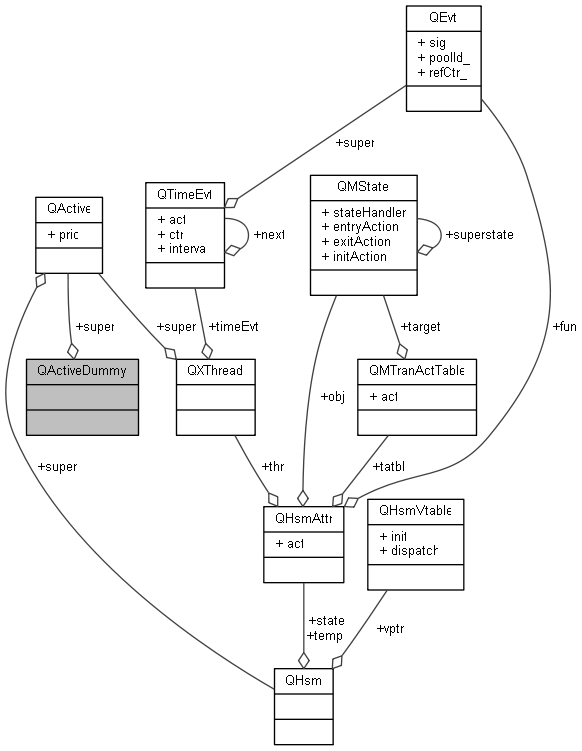 QEvt
+ sig
+ poolId_
+ refCtr_
+super
QTimeEvt
+ act
+ ctr
+ interva
+next
QMState
+ stateHandler
+ entryAction
+ exitAction
+ initAction
+superstate
QActive
+ prio
+super
+super
+timeEvt
+target
+fun
QActiveDummy
QXThread
QMTranActTable
+ act
+obj
+super
+thr
+tatbl
QHsmAttr
+ act
QHsmVtable
+ init
+ dispatch
+state
+temp
+vptr
QHsm